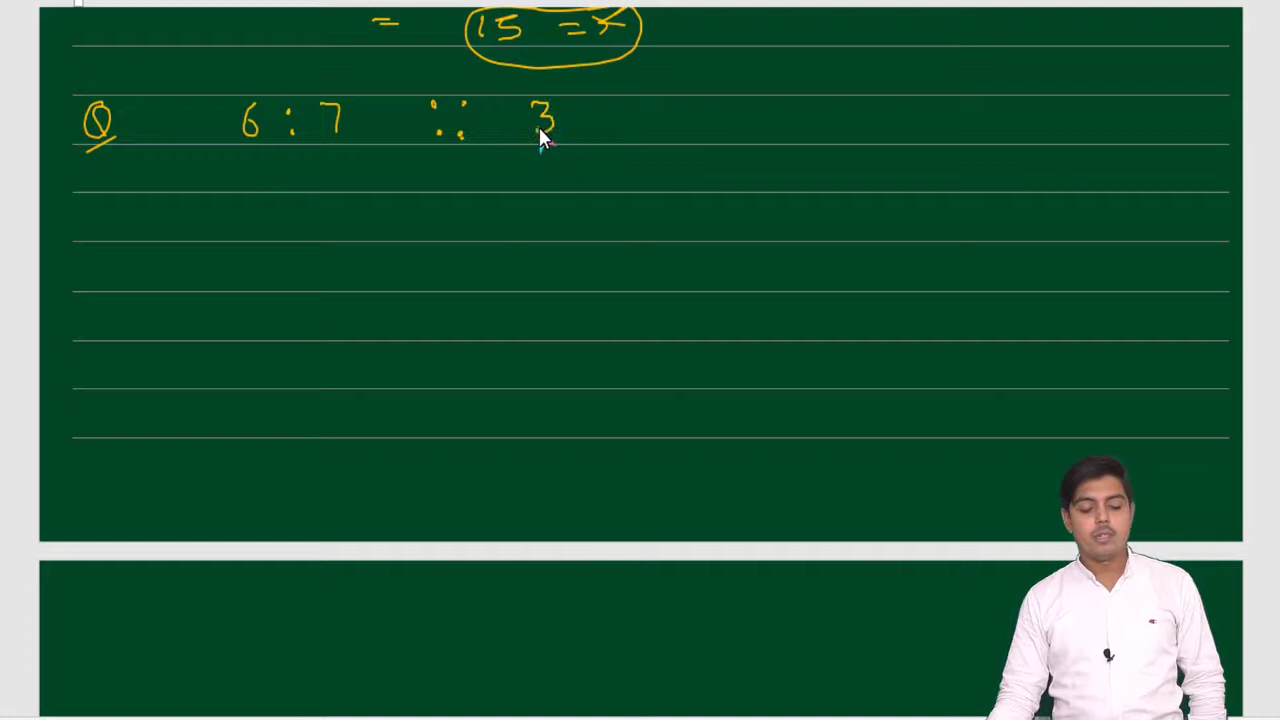 = 15 = x
Q 6 : 7 :: 3